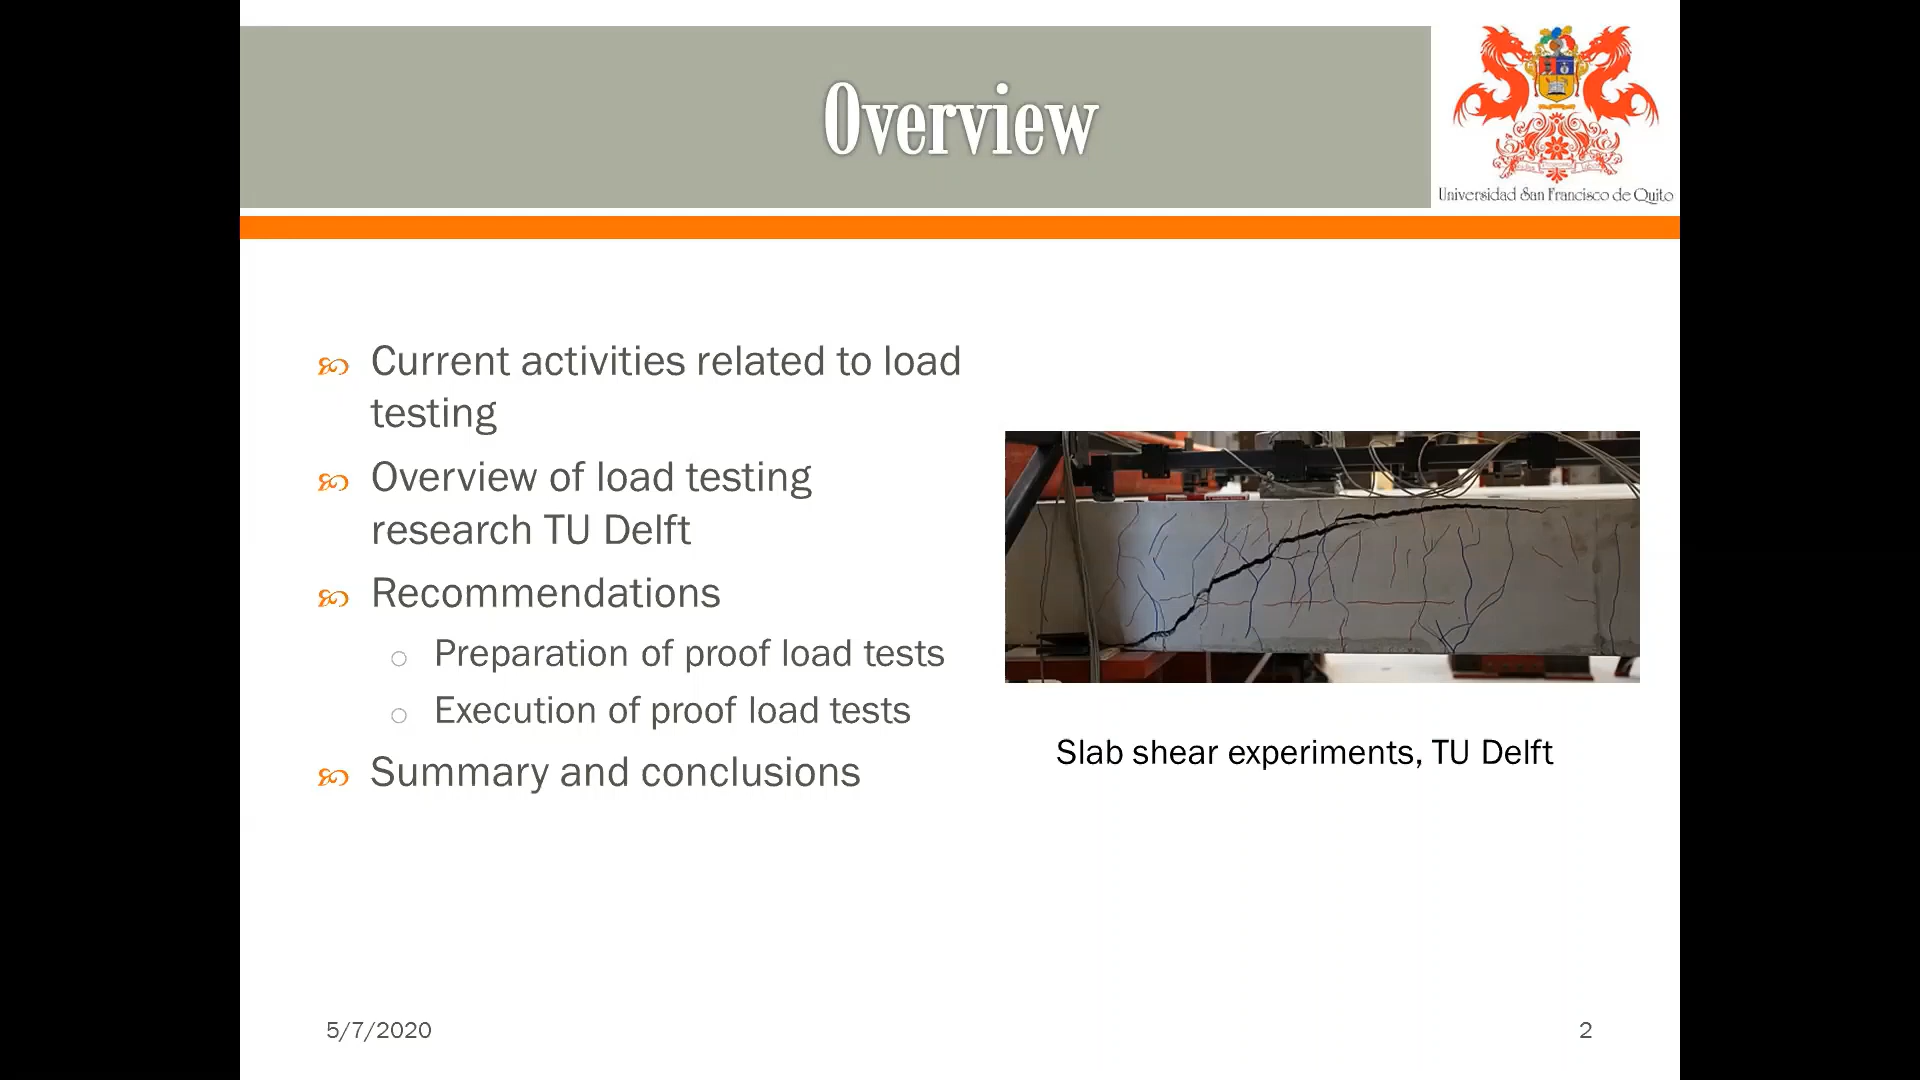 Overview
Universidad San Francisco de Quito
Current activities related to load
testing
Overview of load testing
research TU Delft
Recommendations
Preparation of proof load tests
Execution of proof load tests
Summary and conclusions
Slab shear experiments, TU Delft
5/7/2020
2